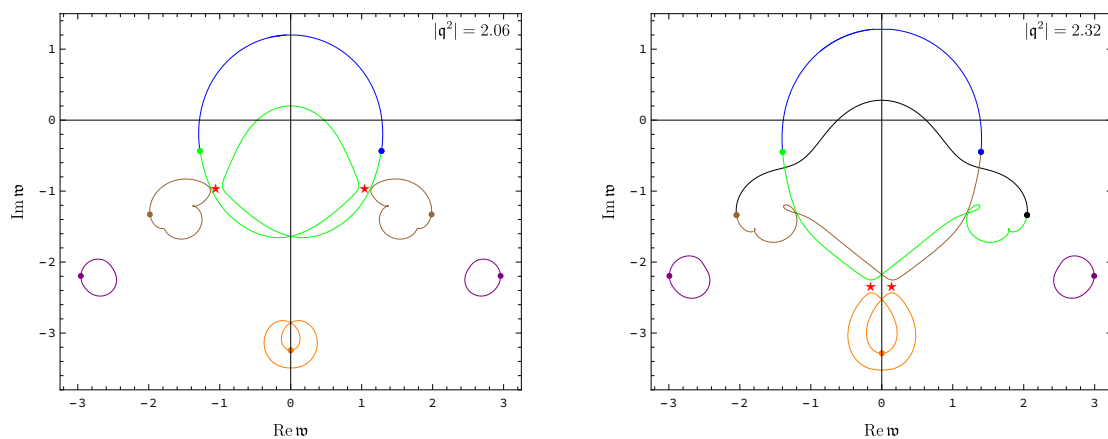 |𝔮²| = 2.06
1
0
−1
−2
−3
Im 𝔴
−3 −2 −1 0 1 2 3
Re 𝔴
|𝔮²| = 2.32
1
0
−1
−2
−3
Im 𝔴
−3 −2 −1 0 1 2 3
Re 𝔴